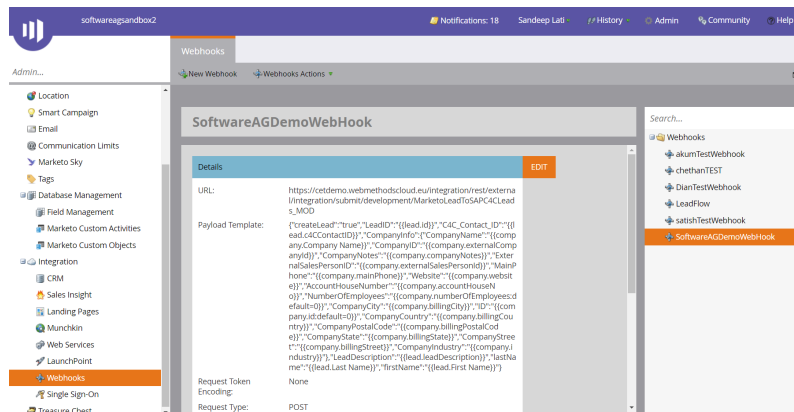 softwareagsandbox2
Notifications: 18
Sandeep Lati
History
Admin
Community
Help
Admin...
Webhooks
New Webhook
Webhooks Actions
Location
Smart Campaign
Email
Communication Limits
Marketo Sky
Tags
Database Management
Field Management
Marketo Custom Activities
Marketo Custom Objects
Integration
CRM
Sales Insight
Landing Pages
Munchkin
Web Services
LaunchPoint
Webhooks
Single Sign-On
Treasure Chest
SoftwareAGDemoWebHook
Details
EDIT
URL:
https://cetdemo.webmethodscloud.eu/integration/rest/externa
l/integration/submit/development/MarketoLeadToSAPC4CLead
s_MOD
Payload Template:
{"createLead":"true","LeadID":"{{lead.id}}","C4C_Contact_ID":"{{l
ead.c4CContactID}}","CompanyInfo":{"CompanyName":"{{comp
any.Company Name}}","CompanyID":"{{company.externalComp
anyId}}","CompanyNotes":"{{company.companyNotes}}","Exter
nalSalesPersonID":"{{company.externalSalesPersonId}}","MainP
hone":"{{company.mainPhone}}","Website":"{{company.websit
e}}","AccountHouseNumber":"{{company.accountHouseN
o}}","NumberOfEmployees":"{{company.numberOfEmployees:d
efault=0}}","CompanyCity":"{{company.billingCity}}","ID":"{{com
pany.id:default=0}}","CompanyCountry":"{{company.billingCou
ntry}}","CompanyPostalCode":"{{company.billingPostalCod
e}}","CompanyState":"{{company.billingState}}","CompanyStree
t":"{{company.billingStreet}}","CompanyIndustry":"{{company.i
ndustry}}"},"LeadDescription":"{{lead.leadDescription}}","lastNa
me":"{{lead.Last Name}}","firstName":"{{lead.First Name}}"}
Request Token
Encoding:
None
Request Type:
POST
Search...
Webhooks
akumTestWebhook
chethanTEST
DianTestWebhook
LeadFlow
satishTestWebhook
SoftwareAGDemoWebHook